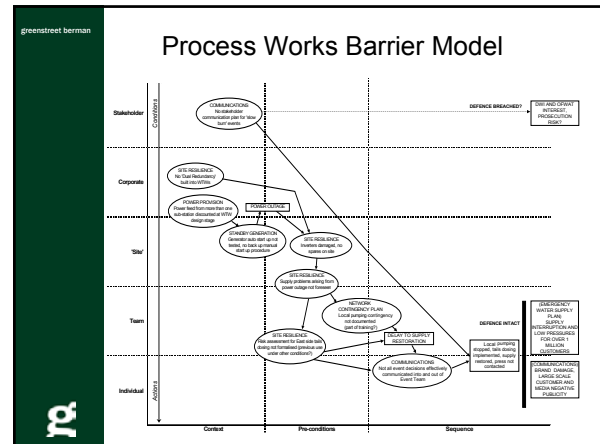 greenstreet berman
Process Works Barrier Model
Stakeholder
Conditions
COMMUNICATIONS
No stakeholder
communication plan for 'slow
burn' events
DEFENCE BREACHED?
DWI AND OFWAT
INTEREST,
PROSECUTION
RISK?
Corporate
SITE RESILIENCE
No 'Dual Redundancy'
built into WTWs
POWER PROVISION
Power feed from more than one
sub-station discounted at WTW
design stage
POWER OUTAGE
'Site'
STANDBY GENERATION
Generator auto start up not
tested, no back up manual
start up procedure
SITE RESILIENCE
Inverters damaged, no
spares on site
SITE RESILIENCE
Supply problems arising from
power outage not foreseen
Team
NETWORK
CONTINGENCY PLAN
Local pumping contingency
not documented
(part of training?)
DEFENCE INTACT
(EMERGENCY
WATER SUPPLY
PLAN)
SUPPLY
INTERRUPTION AND
LOW PRESSURES
FOR OVER 1
MILLION
CUSTOMERS
SITE RESILIENCE
Risk assessment for East side tails
dosing not formalised (previous use
under other conditions?)
DELAY TO SUPPLY
RESTORATION
Local pumping
stopped, tails dosing
implemented, supply
restored, press not
contacted
Individual
Actions
COMMUNICATIONS
Not all event decisions effectively
communicated into and out of
Event Team
(COMMUNICATIONS)
BRAND DAMAGE,
LARGE SCALE
CUSTOMER AND
MEDIA NEGATIVE
PUBLICITY
Context
Pre-conditions
Sequence
g